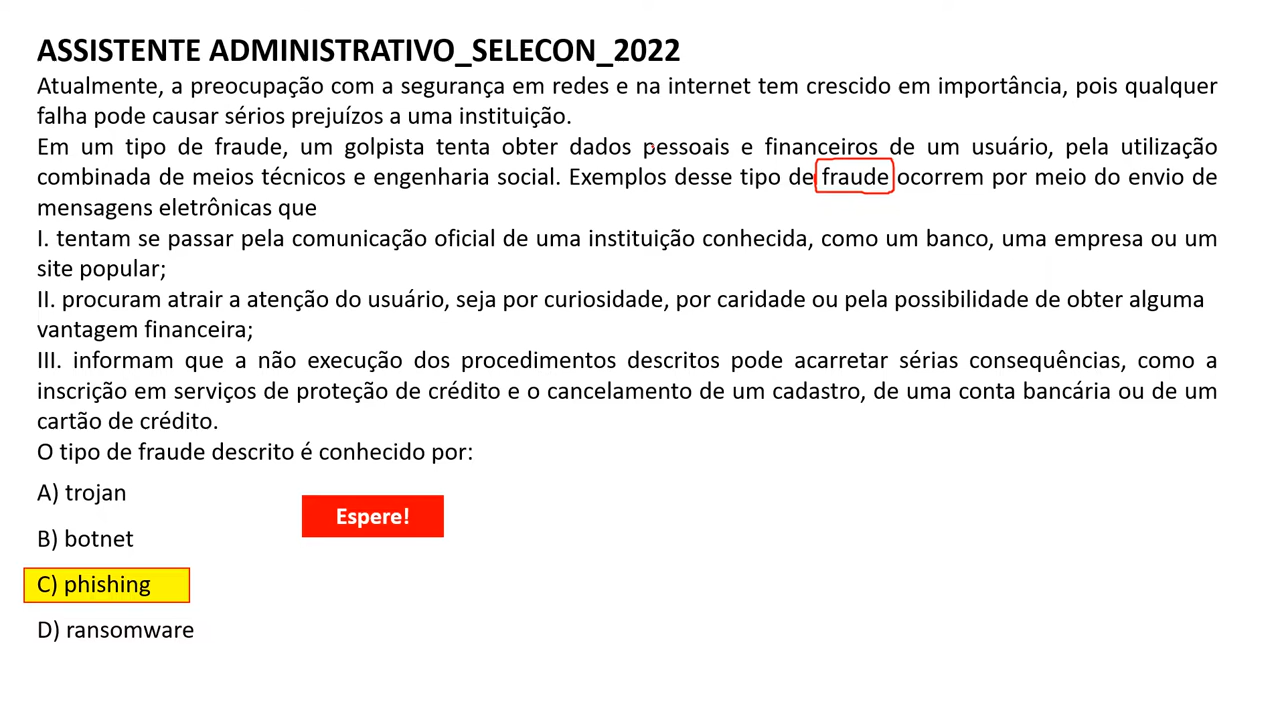 ASSISTENTE ADMINISTRATIVO_SELECON_2022
Atualmente, a preocupação com a segurança em redes e na internet tem crescido em importância, pois qualquer
falha pode causar sérios prejuízos a uma instituição.
Em um tipo de fraude, um golpista tenta obter dados pessoais e financeiros de um usuário, pela utilização
combinada de meios técnicos e engenharia social. Exemplos desse tipo de fraude ocorrem por meio do envio de
mensagens eletrônicas que
I. tentam se passar pela comunicação oficial de uma instituição conhecida, como um banco, uma empresa ou um
site popular;
II. procuram atrair a atenção do usuário, seja por curiosidade, por caridade ou pela possibilidade de obter alguma
vantagem financeira;
III. informam que a não execução dos procedimentos descritos pode acarretar sérias consequências, como a
inscrição em serviços de proteção de crédito e o cancelamento de um cadastro, de uma conta bancária ou de um
cartão de crédito.
O tipo de fraude descrito é conhecido por:
A) trojan
Espere!
B) botnet
C) phishing
D) ransomware